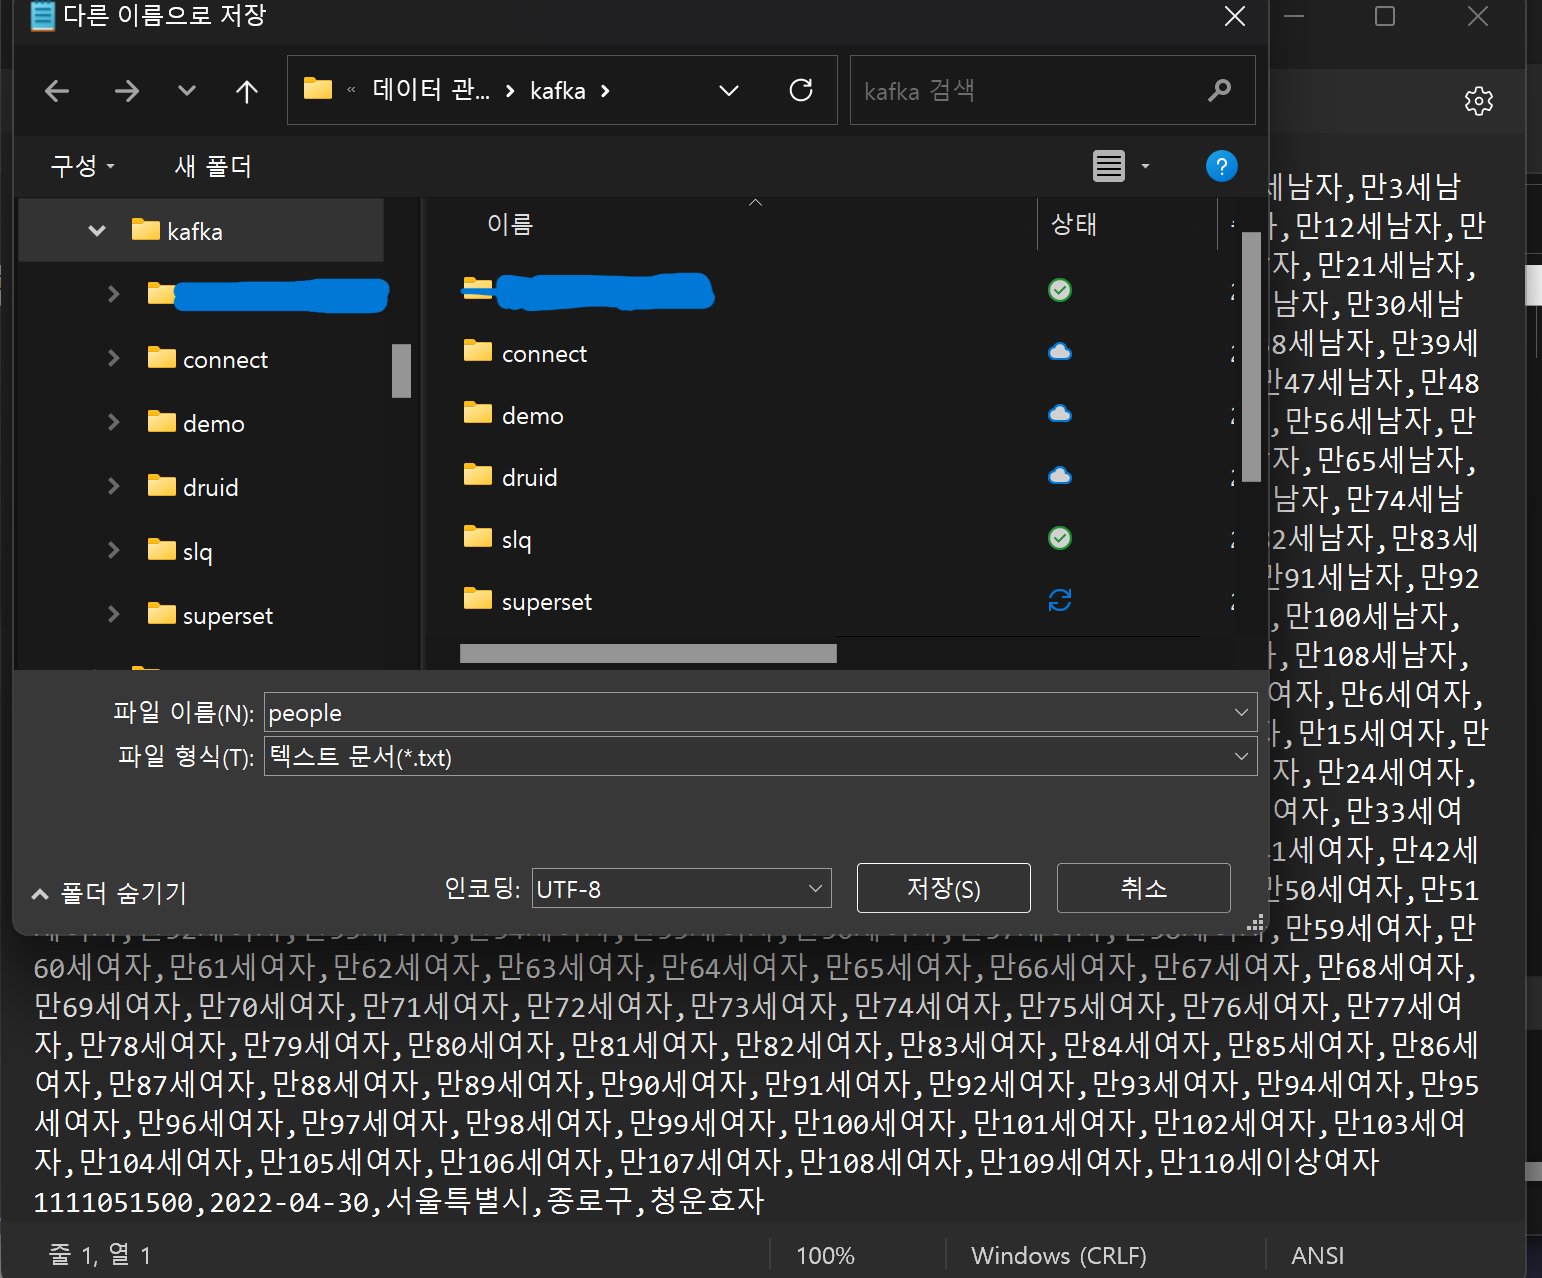 다른 이름으로 저장
« 데이터 관... › kafka ›
kafka 검색
구성
새 폴더
kafka
connect
demo
druid
slq
superset
이름
상태
connect
demo
druid
slq
superset
파일 이름(N): people
파일 형식(T): 텍스트 문서(*.txt)
폴더 숨기기
인코딩: UTF-8
저장(S)
취소
세남자,만3세남
,만12세남자,만
자,만21세남자,
남자,만30세남
8세남자,만39세
만47세남자,만48
,만56세남자,만
자,만65세남자,
남자,만74세남
82세남자,만83세
만91세남자,만92
,만100세남자,
,만108세남자,
여자,만6세여자,
,만15세여자,만
자,만24세여자,
여자,만33세여
41세여자,만42세
만50세여자,만51
,만59세여자,만
60세여자,만61세여자,만62세여자,만63세여자,만64세여자,만65세여자,만66세여자,만67세여자,만68세여자,
만69세여자,만70세여자,만71세여자,만72세여자,만73세여자,만74세여자,만75세여자,만76세여자,만77세여
자,만78세여자,만79세여자,만80세여자,만81세여자,만82세여자,만83세여자,만84세여자,만85세여자,만86세
여자,만87세여자,만88세여자,만89세여자,만90세여자,만91세여자,만92세여자,만93세여자,만94세여자,만95
세여자,만96세여자,만97세여자,만98세여자,만99세여자,만100세여자,만101세여자,만102세여자,만103세여
자,만104세여자,만105세여자,만106세여자,만107세여자,만108세여자,만109세여자,만110세이상여자
1111051500,2022-04-30,서울특별시,종로구,청운효자
줄 1, 열 1
100%
Windows (CRLF)
ANSI